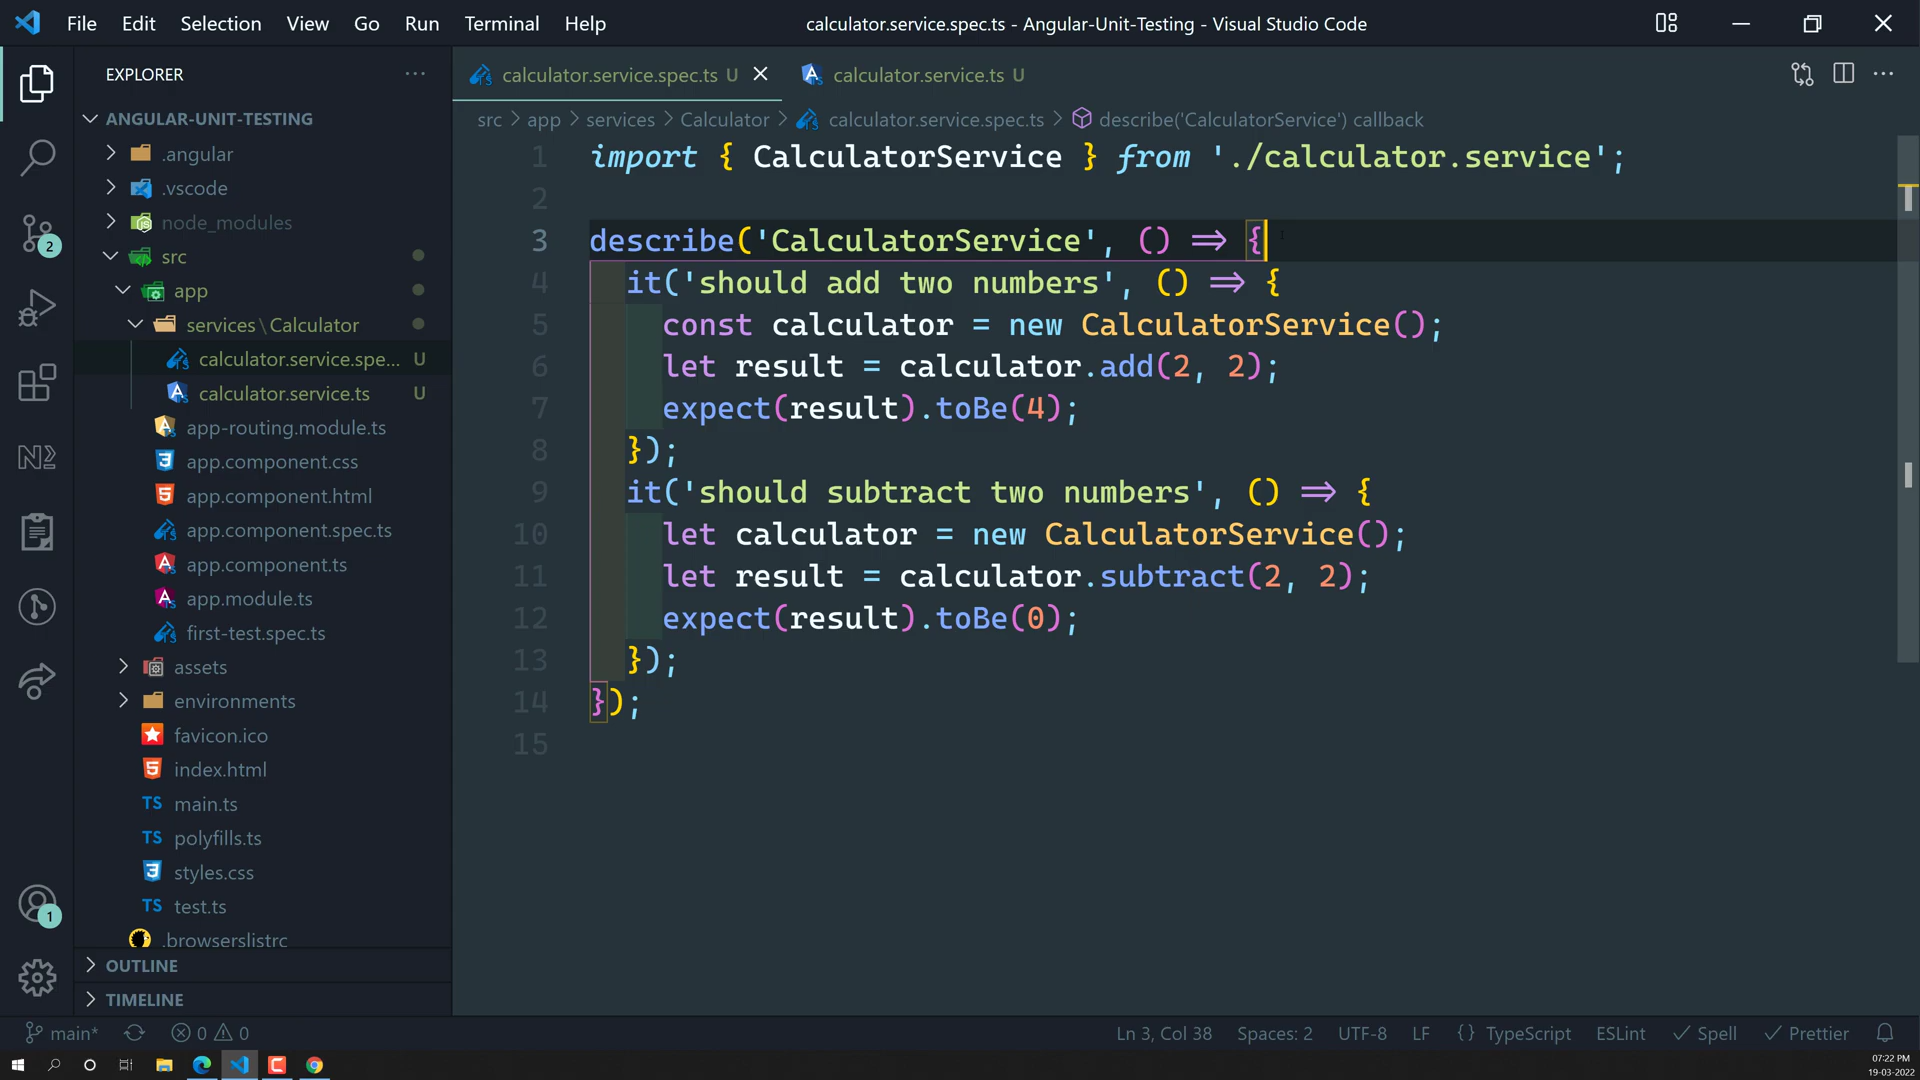 File Edit Selection View Go Run Terminal Help
calculator.service.spec.ts - Angular-Unit-Testing - Visual Studio Code
EXPLORER
ANGULAR-UNIT-TESTING
.angular
.vscode
node_modules
src
app
services\Calculator
calculator.service.spe... U
calculator.service.ts U
app-routing.module.ts
app.component.css
app.component.html
app.component.spec.ts
app.component.ts
app.module.ts
first-test.spec.ts
assets
environments
favicon.ico
index.html
TS main.ts
TS polyfills.ts
styles.css
TS test.ts
.browserslistrc
OUTLINE
TIMELINE
2
1
calculator.service.spec.ts U
calculator.service.ts U
src > app > services > Calculator > calculator.service.spec.ts > describe('CalculatorService') callback
1 import { CalculatorService } from './calculator.service';
2
3 describe('CalculatorService', () => {
4 it('should add two numbers', () => {
5 const calculator = new CalculatorService();
6 let result = calculator.add(2, 2);
7 expect(result).toBe(4);
8 });
9 it('should subtract two numbers', () => {
10 let calculator = new CalculatorService();
11 let result = calculator.subtract(2, 2);
12 expect(result).toBe(0);
13 });
14 });
15
main* 0 0
Ln 3, Col 38 Spaces: 2 UTF-8 LF {} TypeScript ESLint Spell Prettier
07:22 PM
19-03-2022